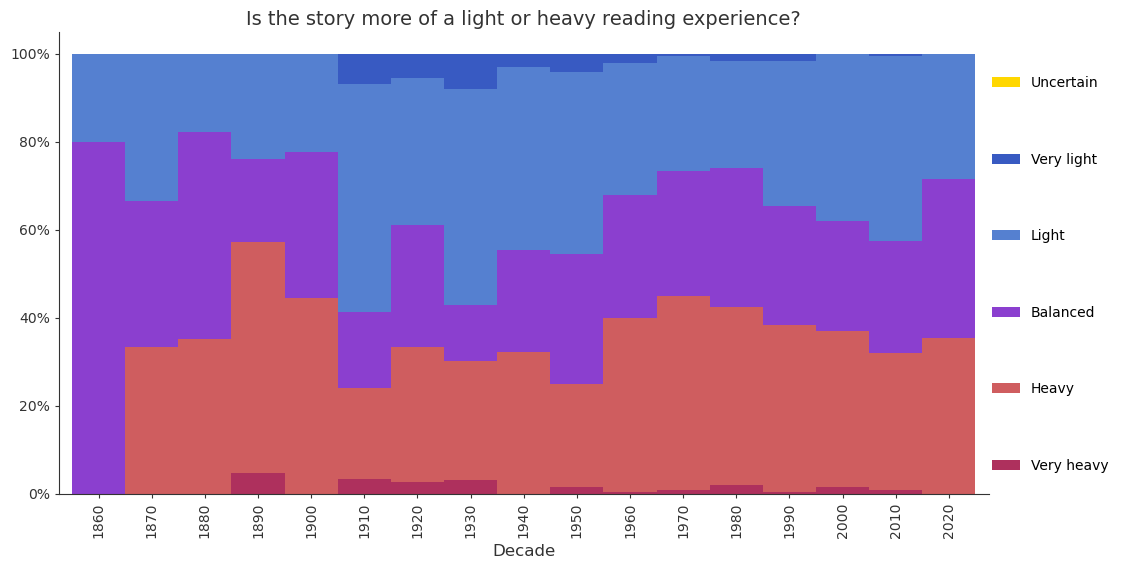 Is the story more of a light or heavy reading experience?
100%
80%
60%
40%
20%
0%
1860
1870
1880
1890
1900
1910
1920
1930
1940
1950
1960
1970
1980
1990
2000
2010
2020
Decade
Uncertain
Very light
Light
Balanced
Heavy
Very heavy